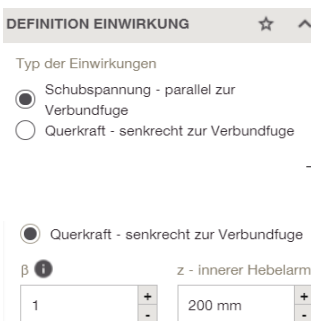 DEFINITION EINWIRKUNG
Typ der Einwirkungen
Schubspannung - parallel zur
Verbundfuge
Querkraft - senkrecht zur Verbundfuge
Querkraft - senkrecht zur Verbundfuge
β i z - innerer Hebelarm
1 + - 200 mm + -